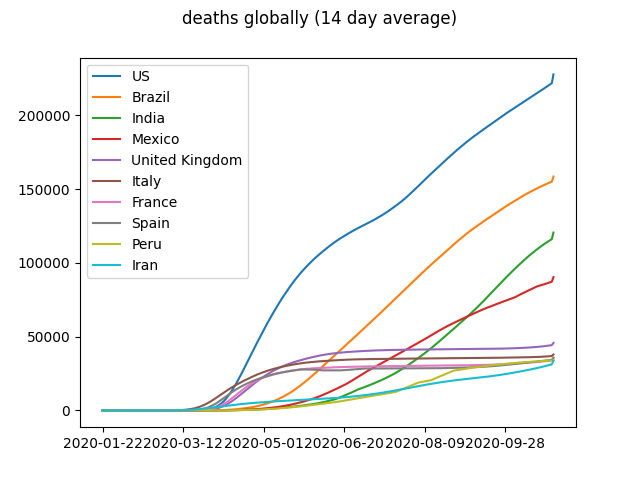 deaths globally (14 day average)
US
Brazil
India
Mexico
United Kingdom
Italy
France
Spain
Peru
Iran
200000
150000
100000
50000
0
2020-01-22 2020-03-12 2020-05-01 2020-06-20 2020-08-09 2020-09-28